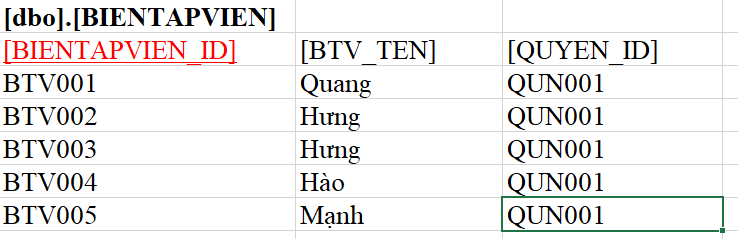 [dbo].[BIENTAPVIEN]
[BIENTAPVIEN_ID] [BTV_TEN] [QUYEN_ID]
BTV001 Quang QUN001
BTV002 Hưng QUN001
BTV003 Hưng QUN001
BTV004 Hào QUN001
BTV005 Mạnh QUN001